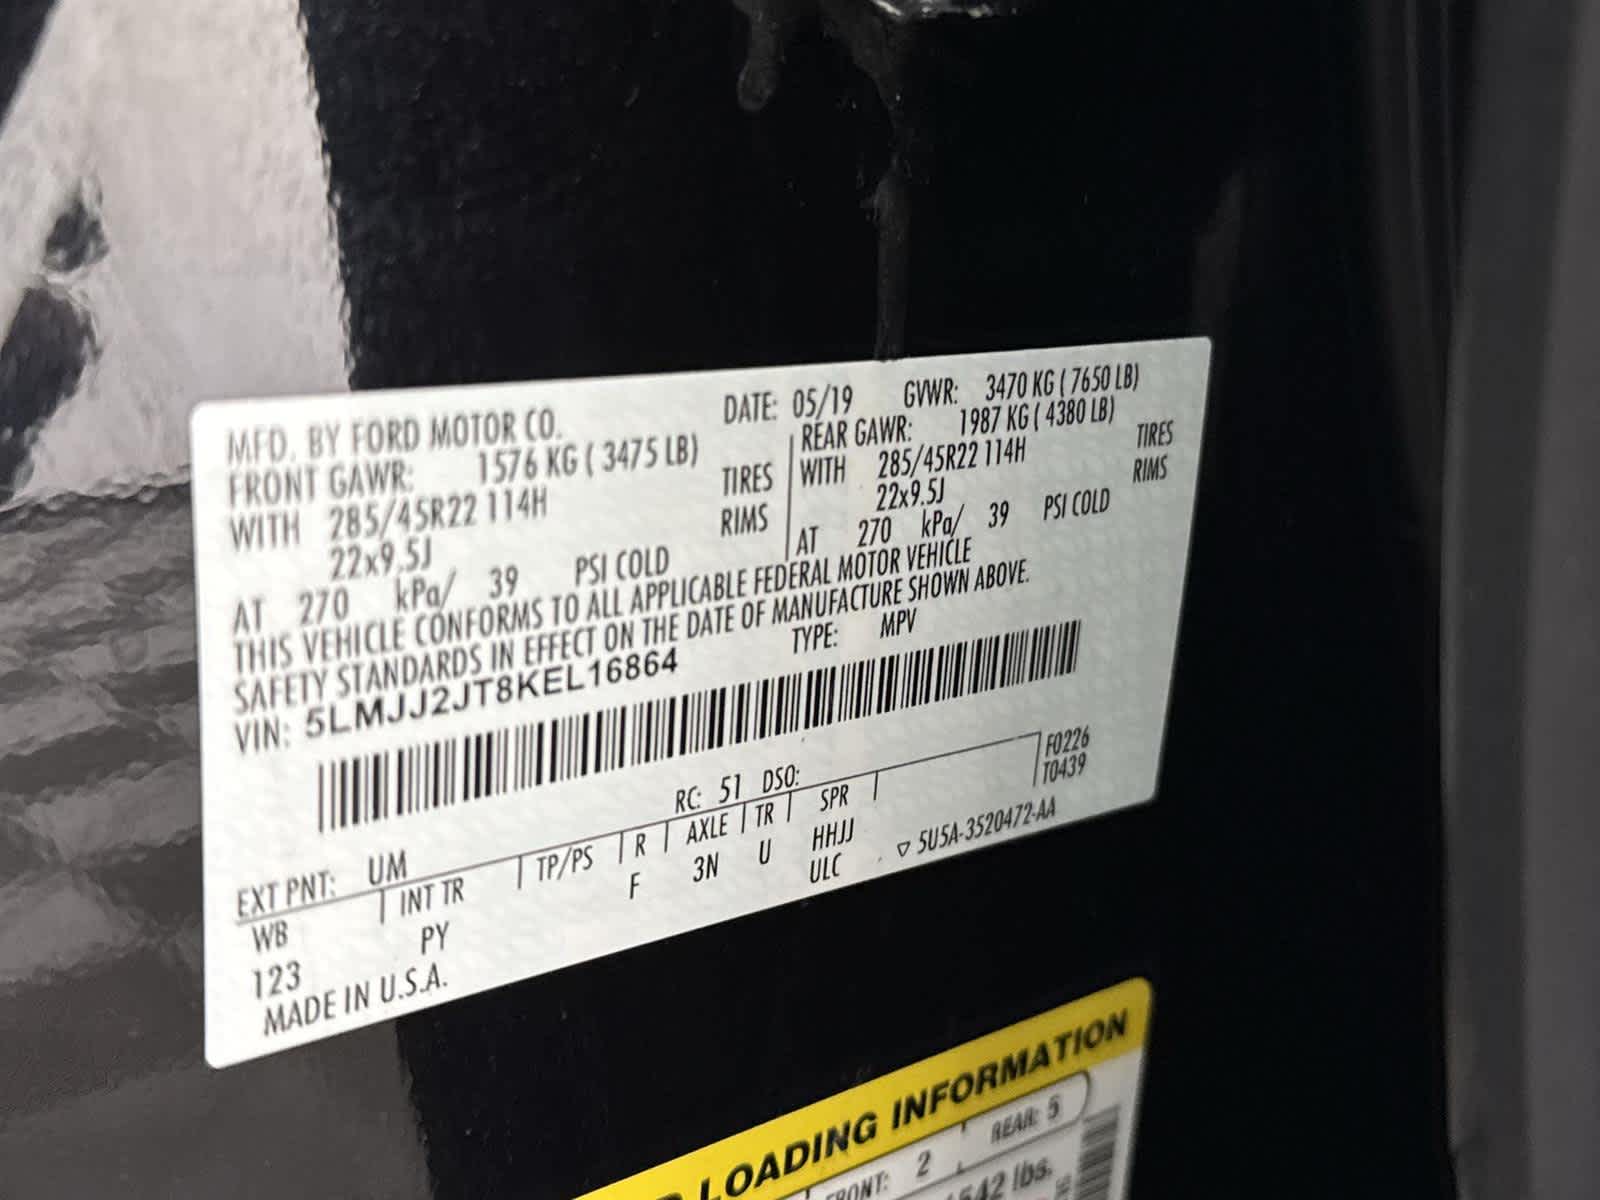 MFD. BY FORD MOTOR CO. DATE: 05/19 GVWR: 3470 KG ( 7650 LB)
FRONT GAWR: 1576 KG ( 3475 LB) REAR GAWR: 1987 KG ( 4380 LB)
WITH 285/45R22 114H TIRES WITH 285/45R22 114H TIRES
22x9.5J RIMS 22x9.5J RIMS
AT 270 kPa/ 39 PSI COLD AT 270 kPa/ 39 PSI COLD
THIS VEHICLE CONFORMS TO ALL APPLICABLE FEDERAL MOTOR VEHICLE
SAFETY STANDARDS IN EFFECT ON THE DATE OF MANUFACTURE SHOWN ABOVE.
VIN: 5LMJJ2JT8KEL16864 TYPE: MPV
F0226
T0439
EXT PNT: UM RC: 51 DSO:
WB INT TR TP/PS R AXLE TR SPR
123 PY F 3N U HHJJ
ULC
MADE IN U.S.A. ▽ 5U5A-3520472-AA
LOADING INFORMATION
FRONT: 2 REAR: 5
542 lbs.